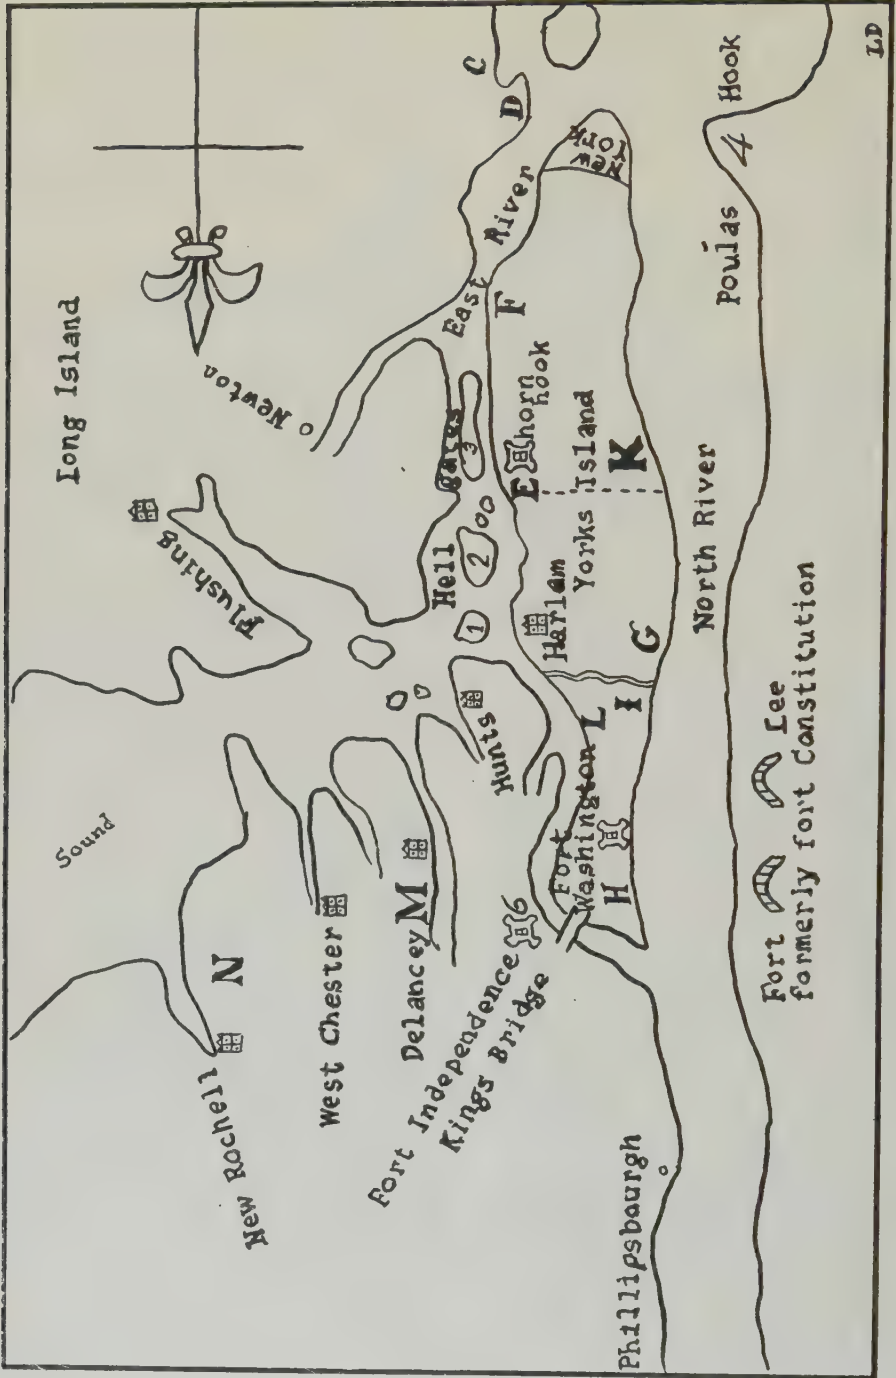 Long Island
Newton
Flushing
Sound
C
D
East River
New
York
F
Hell gates
1
2
3
E
horn
hook
Harlam
Yorks Island
K
G
I
L
Hunts
M
Delancey
West Chester
N
New Rochell
Fort Independence
6
Kings Bridge
Fort
Washington
H
North River
Poulas Hook
4
Fort Lee
formerly fort Constitution
Phillipsbourgh
LD